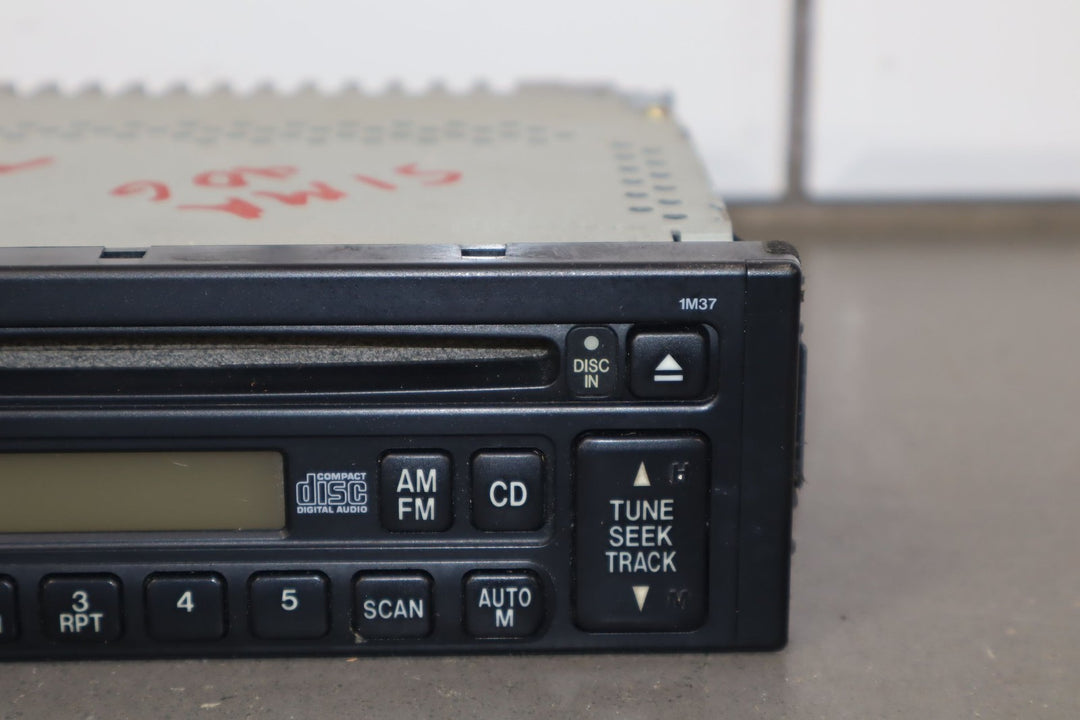 1M37
DISC
IN
COMPACT
disc
DIGITAL AUDIO
AM
FM
CD
H
TUNE
SEEK
TRACK
M
3
RPT
4
5
SCAN
AUTO
M